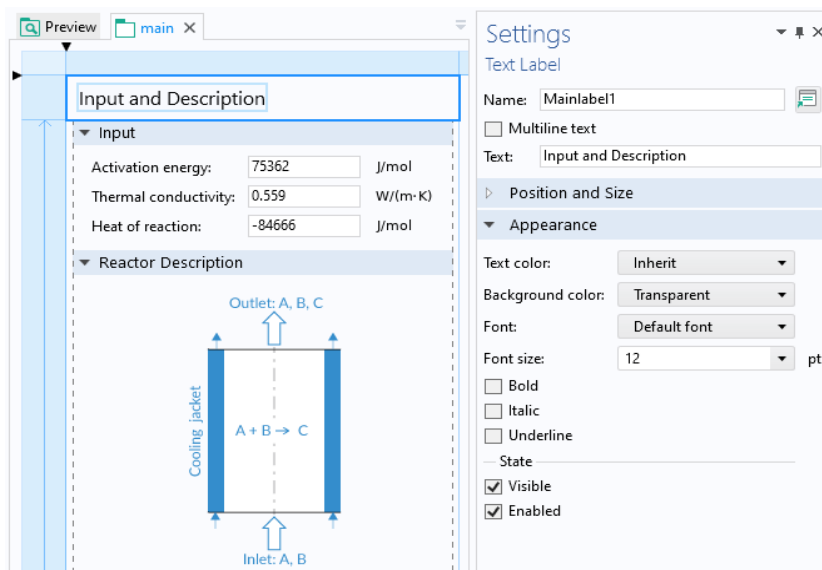 Preview
main
Input and Description
Input
Activation energy: 75362 J/mol
Thermal conductivity: 0.559 W/(m·K)
Heat of reaction: -84666 J/mol
Reactor Description
Outlet: A, B, C
Cooling jacket
A + B → C
Inlet: A, B
Settings
Text Label
Name: Mainlabel1
Multiline text
Text: Input and Description
Position and Size
Appearance
Text color: Inherit
Background color: Transparent
Font: Default font
Font size: 12 pt
Bold
Italic
Underline
State
Visible
Enabled